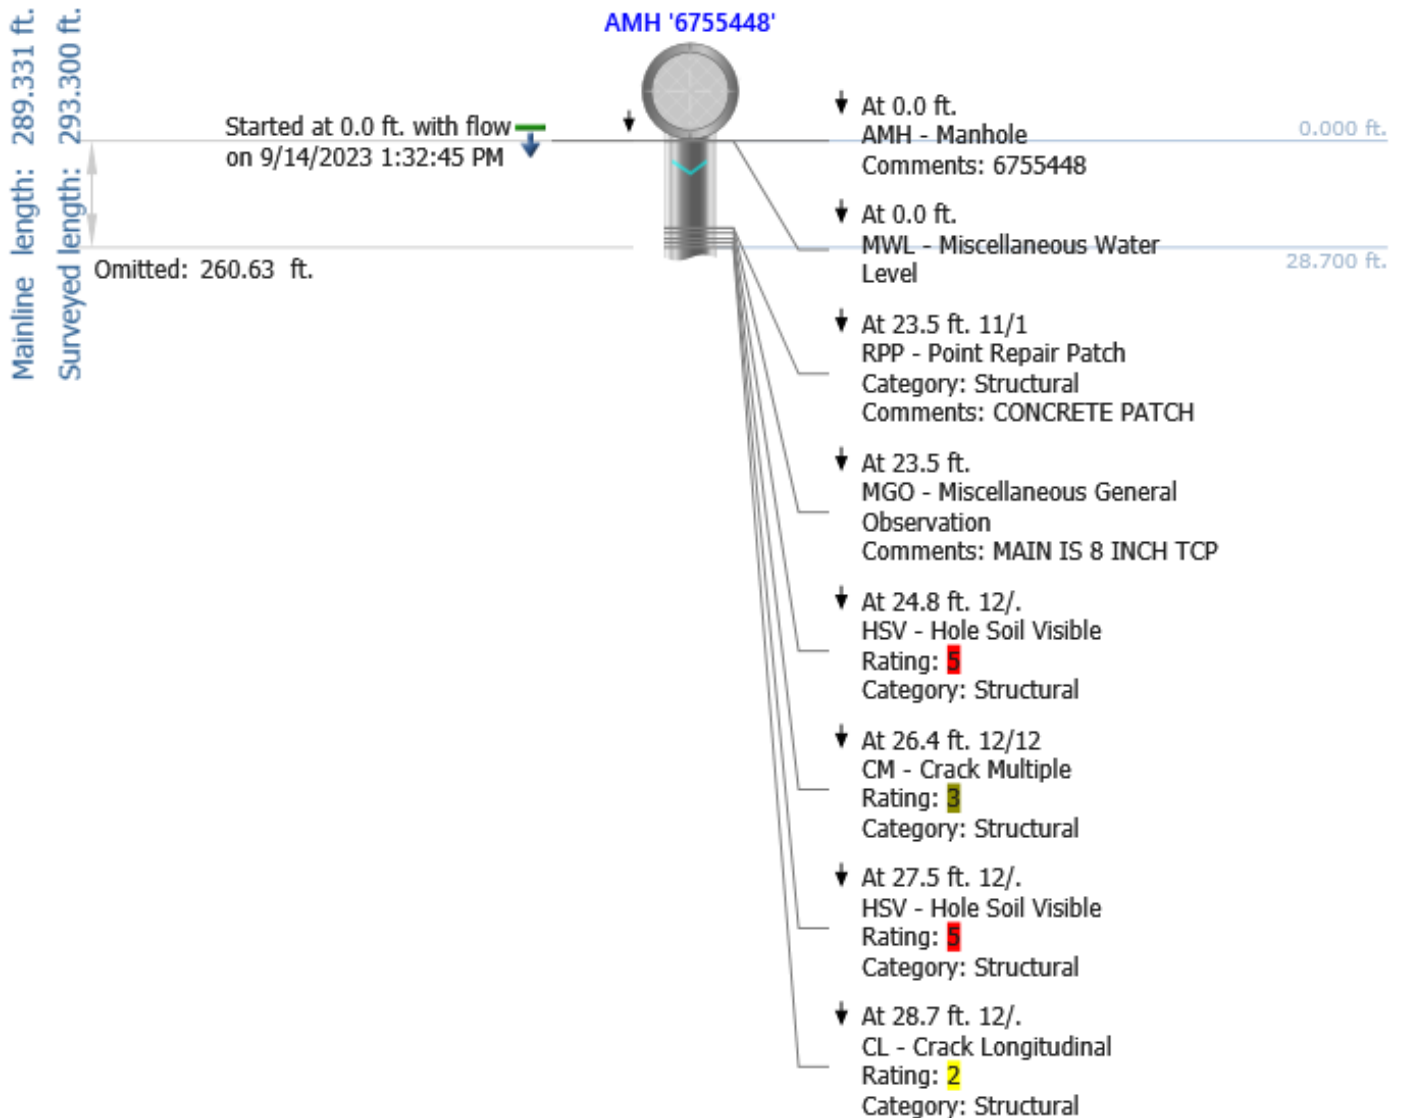 AMH '6755448'
Mainline length: 289.331 ft.
Surveyed length: 293.300 ft.
Started at 0.0 ft. with flow
on 9/14/2023 1:32:45 PM
Omitted: 260.63 ft.
0.000 ft.
28.700 ft.
At 0.0 ft.
AMH - Manhole
Comments: 6755448
At 0.0 ft.
MWL - Miscellaneous Water
Level
At 23.5 ft. 11/1
RPP - Point Repair Patch
Category: Structural
Comments: CONCRETE PATCH
At 23.5 ft.
MGO - Miscellaneous General
Observation
Comments: MAIN IS 8 INCH TCP
At 24.8 ft. 12/.
HSV - Hole Soil Visible
Rating: 5
Category: Structural
At 26.4 ft. 12/12
CM - Crack Multiple
Rating: 3
Category: Structural
At 27.5 ft. 12/.
HSV - Hole Soil Visible
Rating: 5
Category: Structural
At 28.7 ft. 12/.
CL - Crack Longitudinal
Rating: 2
Category: Structural